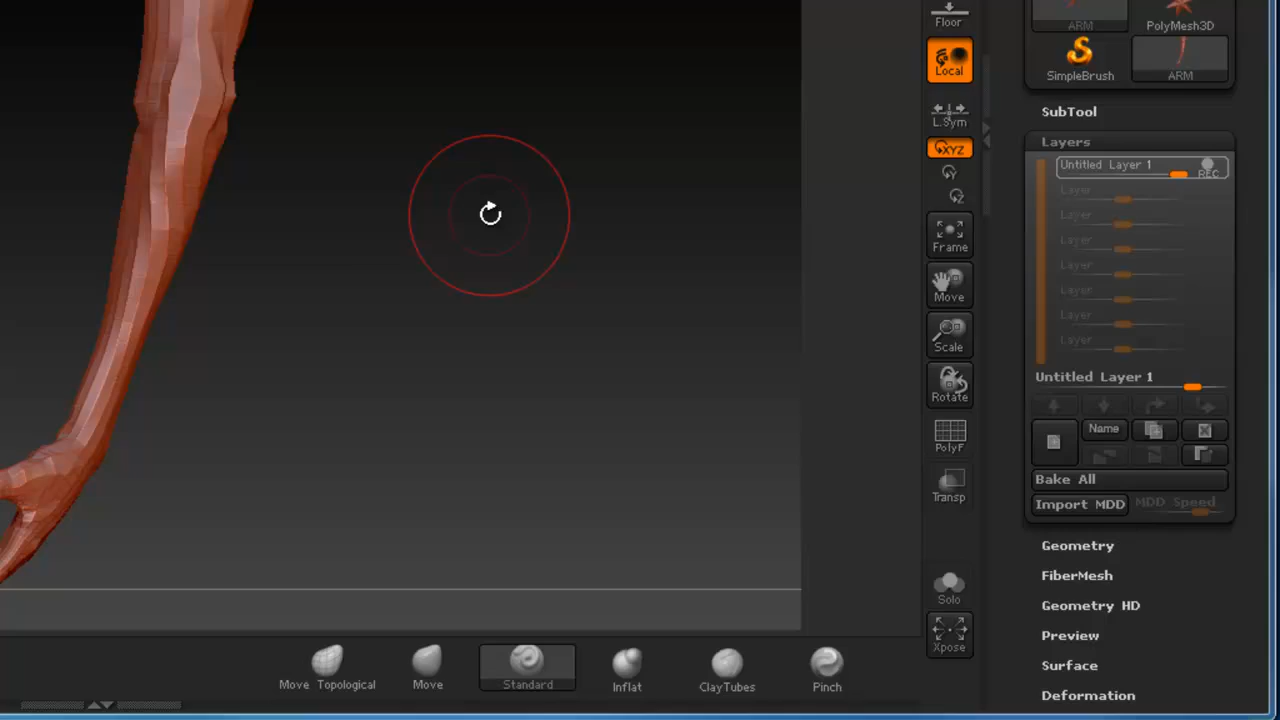 Floor
Local
L.Sym
XYZ
Y
Z
Frame
Move
Scale
Rotate
PolyF
Transp
Solo
Xpose
ARM
PolyMesh3D
SimpleBrush
ARM
SubTool
Layers
Untitled Layer 1
REC
Layer
Layer
Layer
Layer
Layer
Layer
Layer
Untitled Layer 1
Name
Bake All
Import MDD
MDD Speed
Geometry
FiberMesh
Geometry HD
Preview
Surface
Deformation
Move Topological
Move
Standard
Inflat
ClayTubes
Pinch